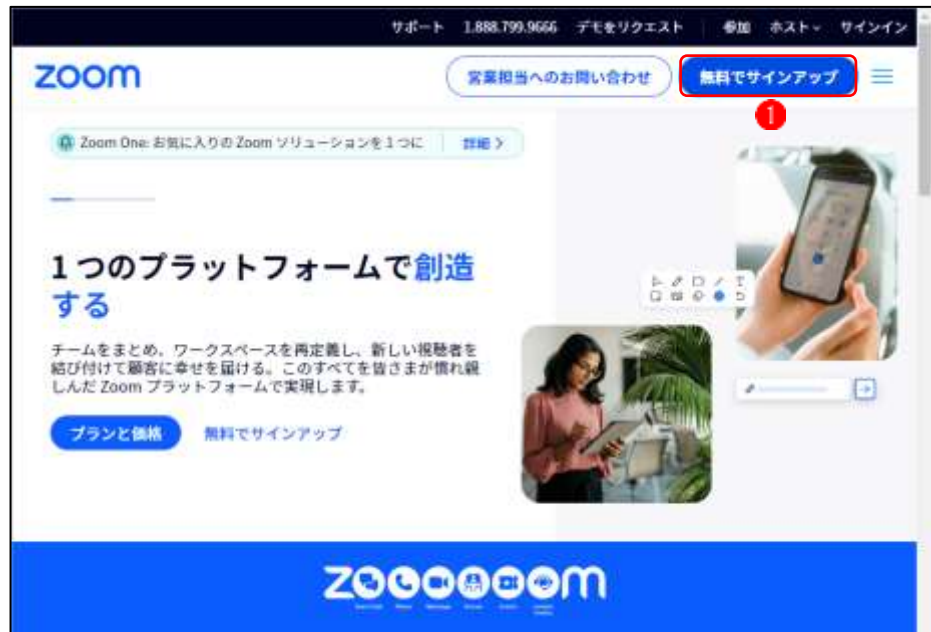 サポート 1.888.799.9666 デモをリクエスト 参加 ホスト サインイン
zoom
営業担当へのお問い合わせ
無料でサインアップ
1
Zoom One: お気に入りの Zoom ソリューションを 1 つに 詳細
1 つのプラットフォームで創造
する
チームをまとめ、ワークスペースを再定義し、新しい視聴者を
結び付けて顧客に幸せを届ける。このすべてを皆さまが慣れ親
しんだ Zoom プラットフォームで実現します。
プランと価格 無料でサインアップ
zoooooom